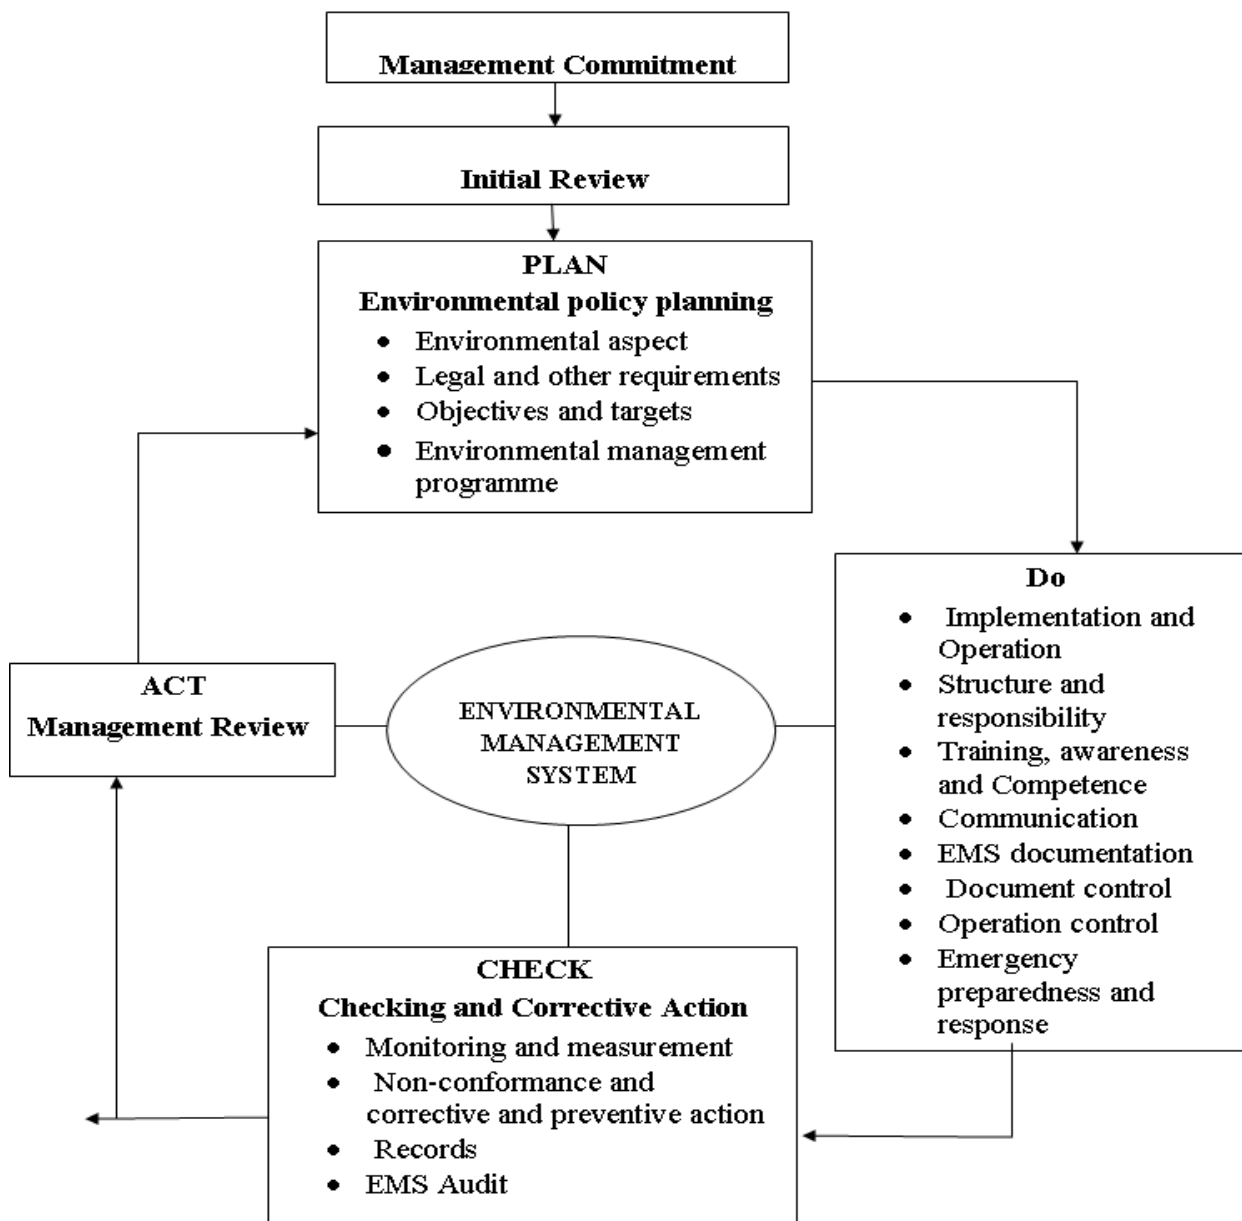 Management Commitment
Initial Review
PLAN
Environmental policy planning
• Environmental aspect
• Legal and other requirements
• Objectives and targets
• Environmental management
programme
Do
• Implementation and
Operation
• Structure and
responsibility
• Training, awareness
and Competence
• Communication
• EMS documentation
• Document control
• Operation control
• Emergency
preparedness and
response
ACT
Management Review
ENVIRONMENTAL
MANAGEMENT
SYSTEM
CHECK
Checking and Corrective Action
• Monitoring and measurement
• Non-conformance and
corrective and preventive action
• Records
• EMS Audit